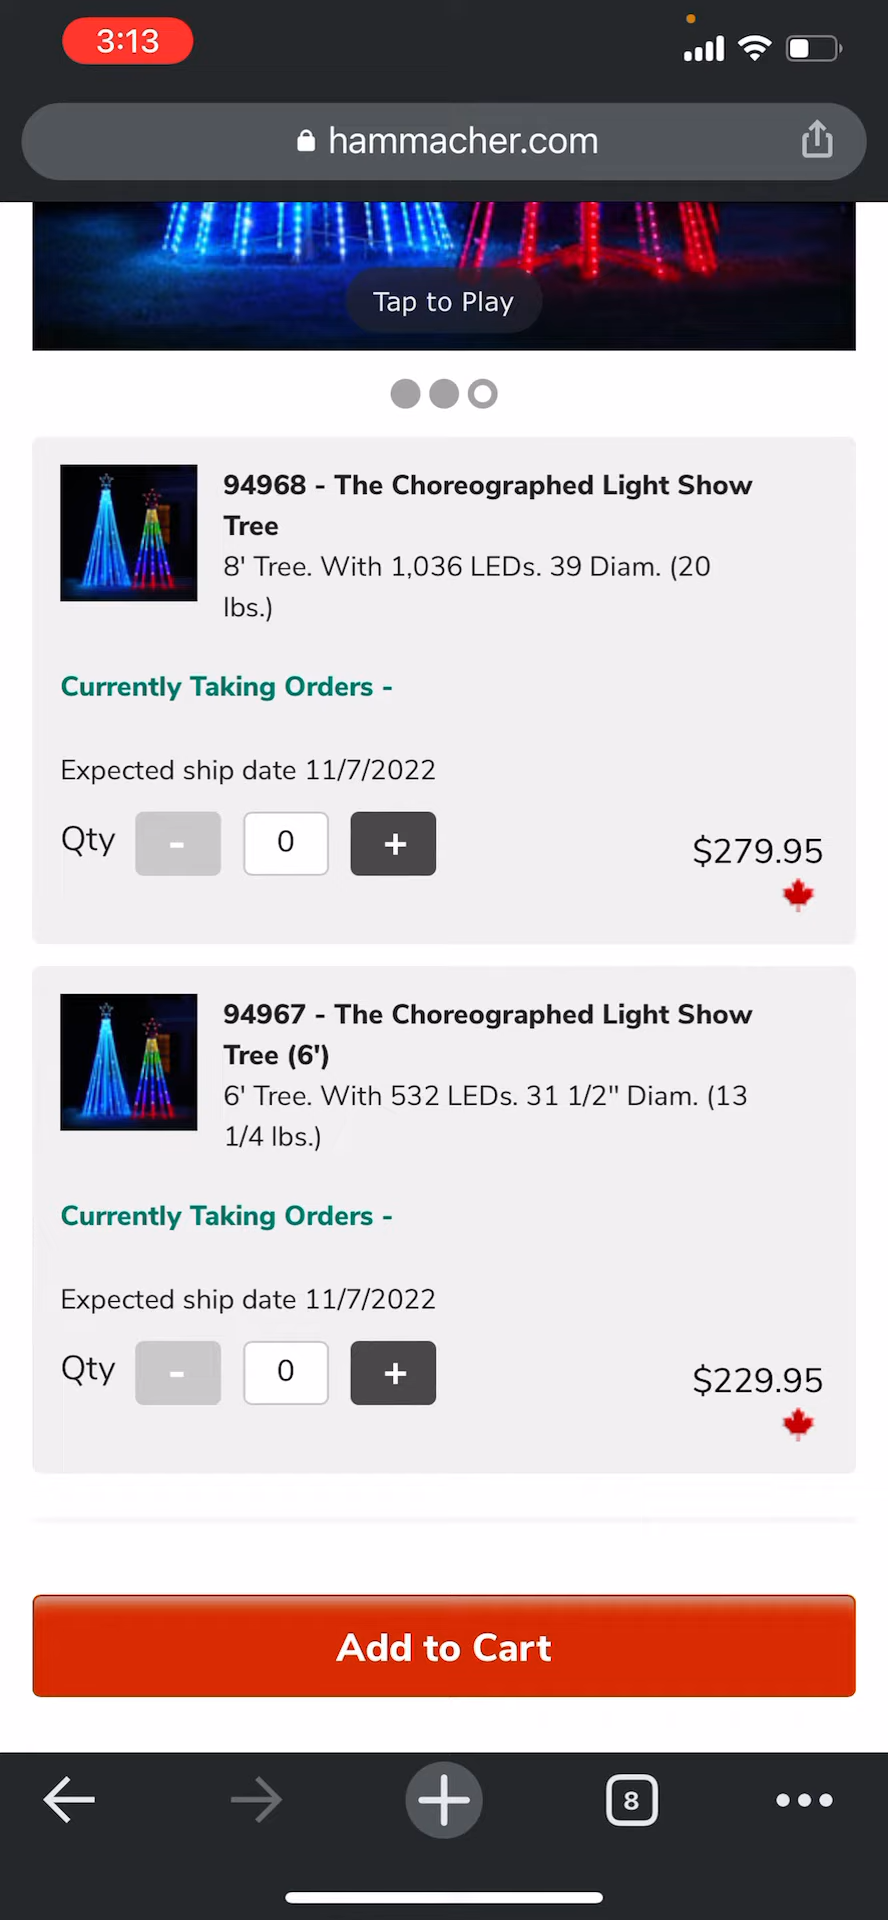 3:13
hammacher.com
Tap to Play
94968 - The Choreographed Light Show
Tree
8' Tree. With 1,036 LEDs. 39 Diam. (20
lbs.)
Currently Taking Orders -
Expected ship date 11/7/2022
Qty - 0 +
$279.95
94967 - The Choreographed Light Show
Tree (6')
6' Tree. With 532 LEDs. 31 1/2" Diam. (13
1/4 lbs.)
Currently Taking Orders -
Expected ship date 11/7/2022
Qty - 0 +
$229.95
Add to Cart
8